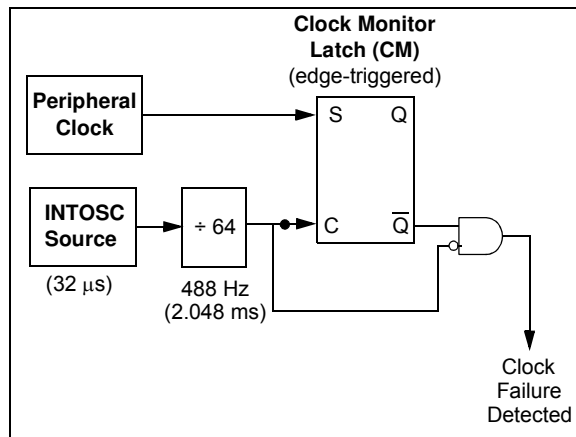 Clock Monitor
Latch (CM)
(edge-triggered)
Peripheral
Clock
S
Q
INTOSC
Source
÷ 64
C
Q̅
(32 μs)
488 Hz
(2.048 ms)
Clock
Failure
Detected